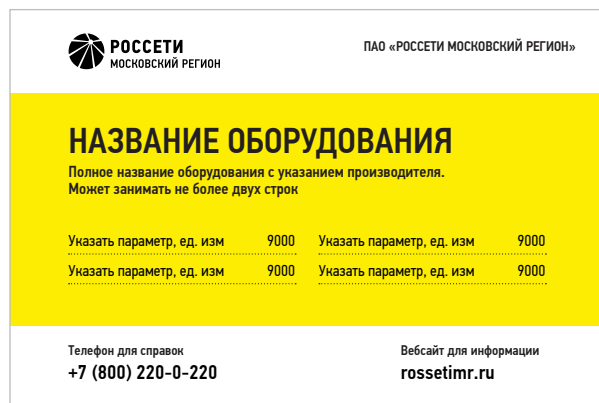 РОССЕТИ
МОСКОВСКИЙ РЕГИОН
ПАО «РОССЕТИ МОСКОВСКИЙ РЕГИОН»
НАЗВАНИЕ ОБОРУДОВАНИЯ
Полное название оборудования с указанием производителя.
Может занимать не более двух строк
Указать параметр, ед. изм 9000 Указать параметр, ед. изм 9000
Указать параметр, ед. изм 9000 Указать параметр, ед. изм 9000
Телефон для справок
+7 (800) 220-0-220
Вебсайт для информации
rossetimr.ru